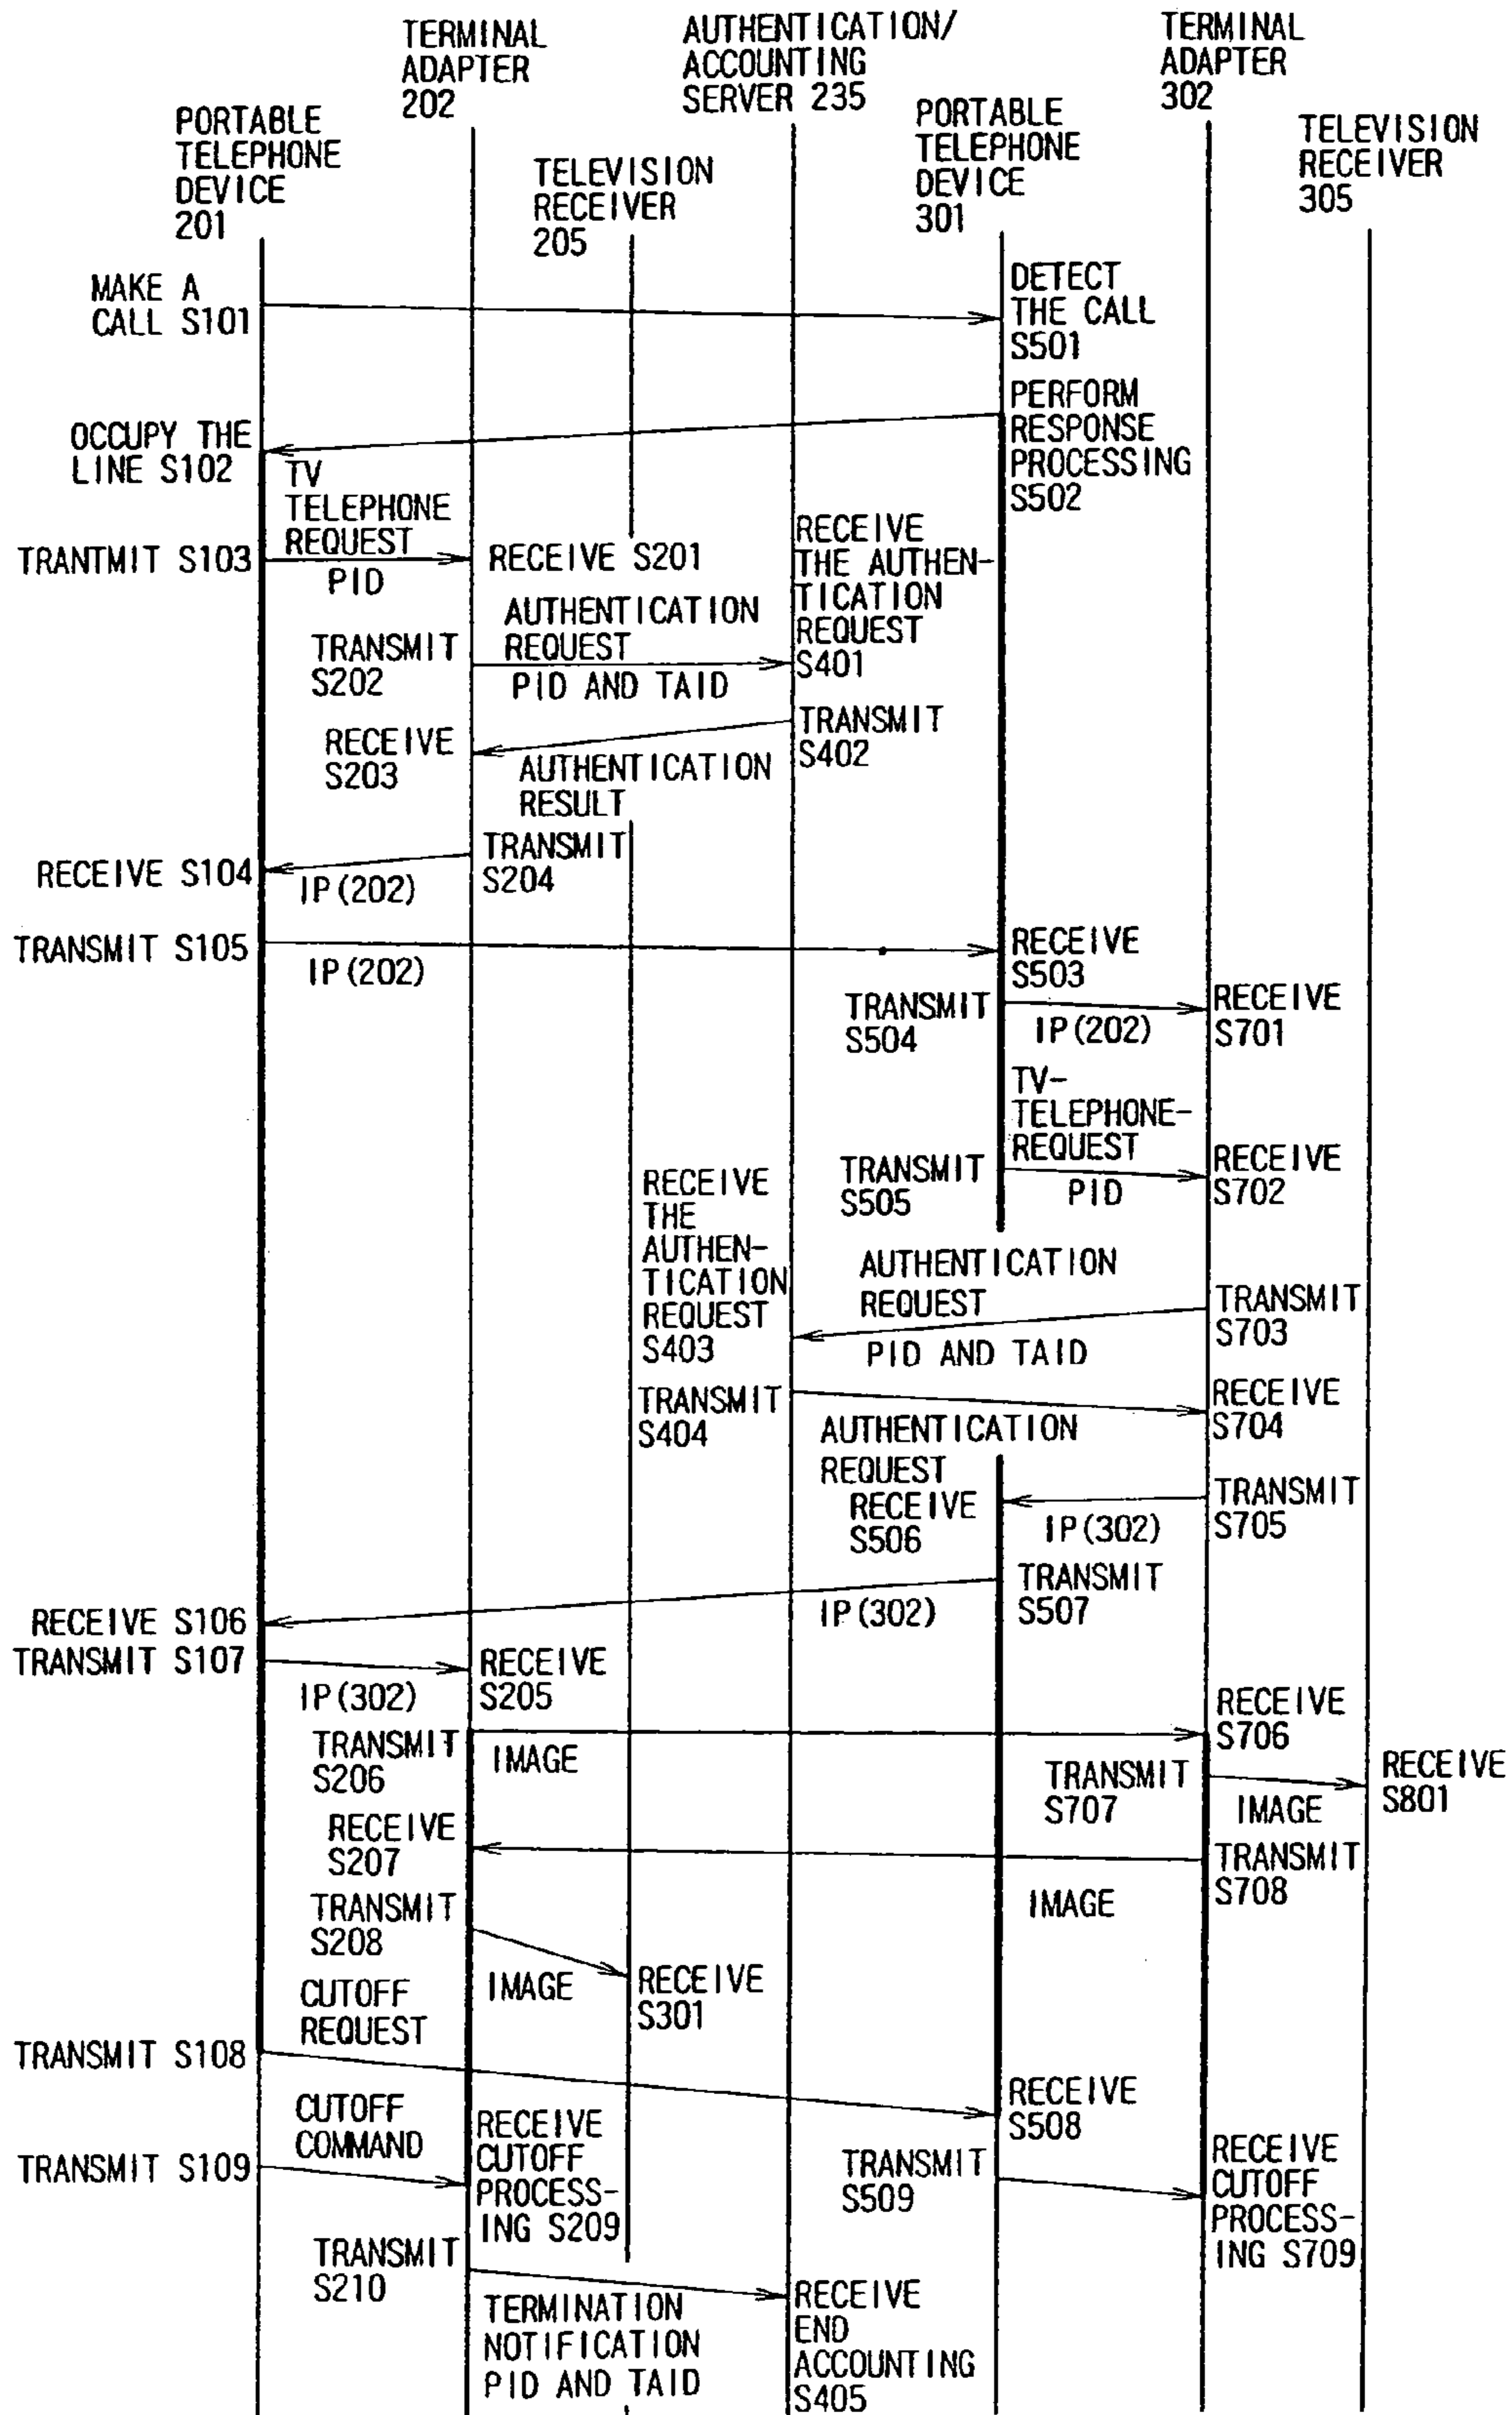 TERMINAL
ADAPTER
202
AUTHENTICATION/
ACCOUNTING
SERVER 235
TERMINAL
ADAPTER
302
PORTABLE
TELEPHONE
DEVICE
201
TELEVISION
RECEIVER
205
PORTABLE
TELEPHONE
DEVICE
301
TELEVISION
RECEIVER
305
MAKE A
CALL S101
DETECT
THE CALL
S501
PERFORM
RESPONSE
PROCESSING
S502
OCCUPY THE
LINE S102
TV
TELEPHONE
REQUEST
TRANTMIT S103
PID
RECEIVE S201
RECEIVE
THE AUTHEN-
TICATION
REQUEST
S401
AUTHENTICATION
REQUEST
TRANSMIT
S202
PID AND TAID
TRANSMIT
S402
RECEIVE
S203
AUTHENTICATION
RESULT
TRANSMIT
S204
RECEIVE S104
IP(202)
TRANSMIT S105
IP(202)
RECEIVE
S503
TRANSMIT
S504
IP(202)
RECEIVE
S701
TV-
TELEPHONE-
REQUEST
TRANSMIT
S505
PID
RECEIVE
S702
RECEIVE
THE
AUTHEN-
TICATION
REQUEST
S403
AUTHENTICATION
REQUEST
PID AND TAID
TRANSMIT
S703
TRANSMIT
S404
AUTHENTICATION
REQUEST
RECEIVE
S704
RECEIVE
S506
IP(302)
TRANSMIT
S705
TRANSMIT
S507
IP(302)
RECEIVE S106
TRANSMIT S107
IP(302)
RECEIVE
S205
TRANSMIT
S206
IMAGE
RECEIVE
S706
TRANSMIT
S707
IMAGE
RECEIVE
S801
RECEIVE
S207
TRANSMIT
S708
IMAGE
TRANSMIT
S208
IMAGE
RECEIVE
S301
CUTOFF
REQUEST
TRANSMIT S108
RECEIVE
S508
CUTOFF
COMMAND
TRANSMIT S109
RECEIVE
CUTOFF
PROCESS-
ING S209
TRANSMIT
S509
RECEIVE
CUTOFF
PROCESS-
ING S709
TRANSMIT
S210
TERMINATION
NOTIFICATION
PID AND TAID
RECEIVE
END
ACCOUNTING
S405